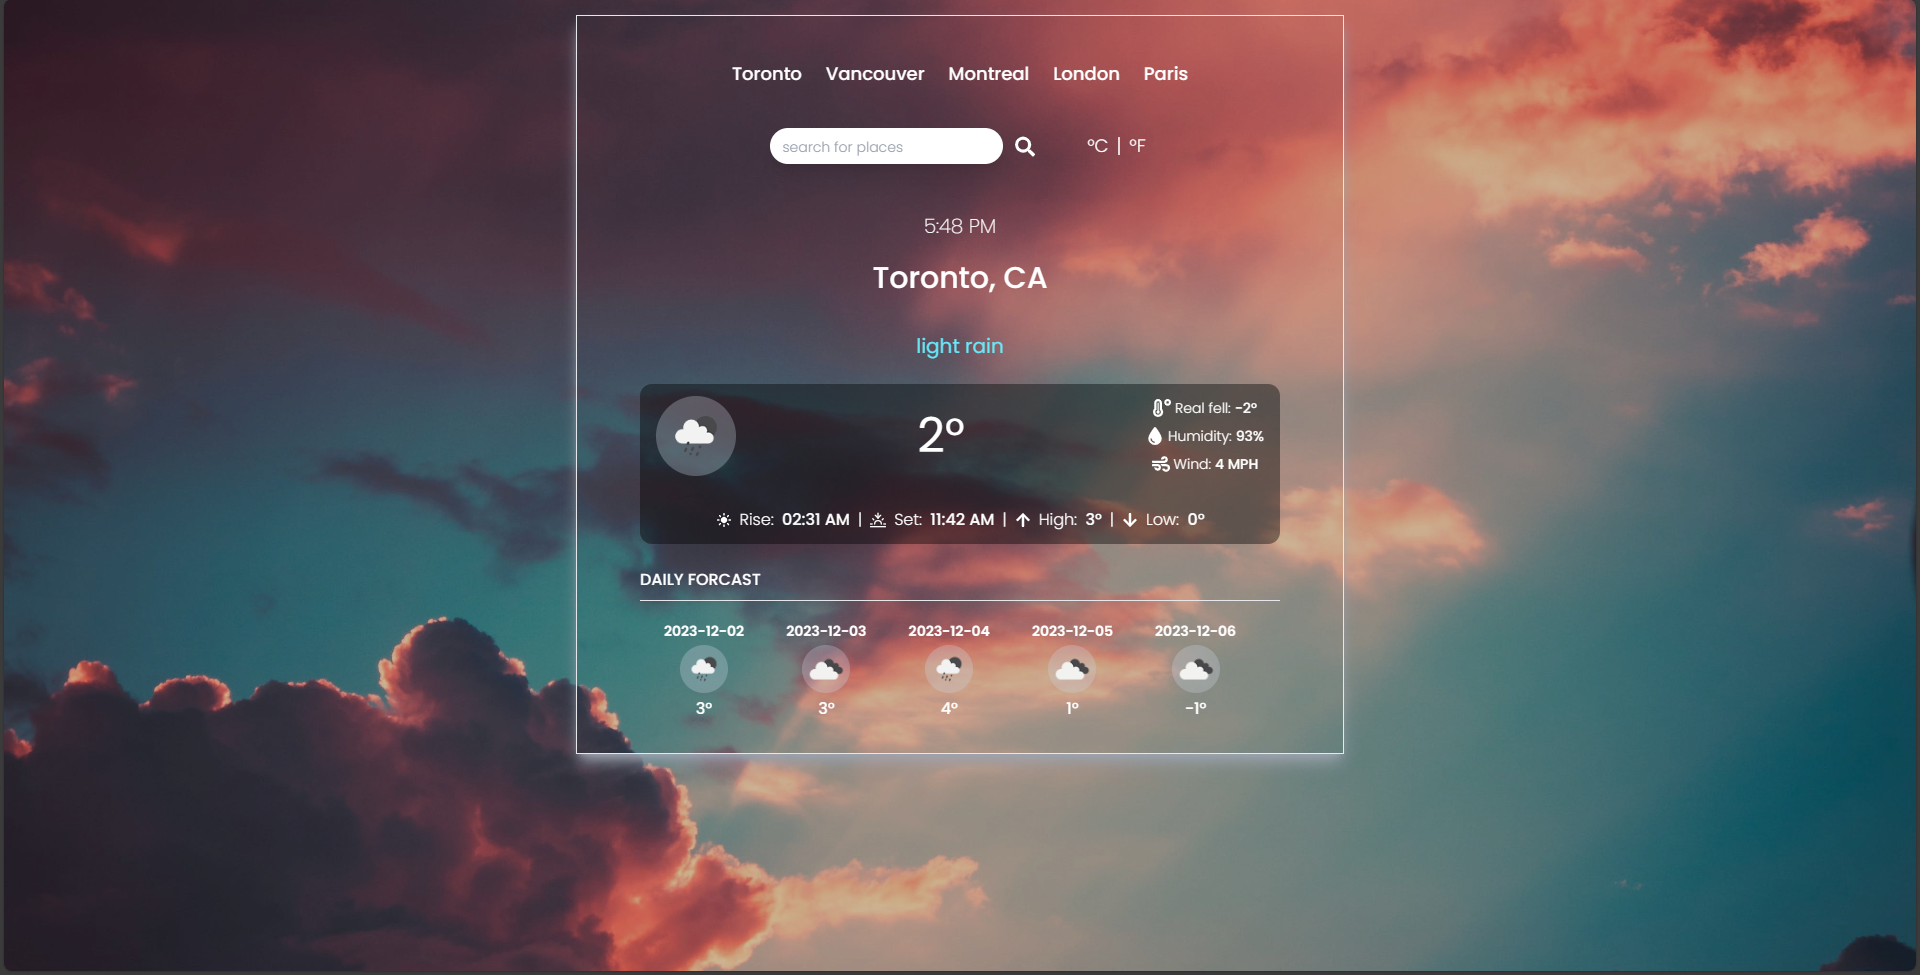 Toronto Vancouver Montreal London Paris
search for places °C | °F
5:48 PM
Toronto, CA
light rain
2°
Real fell: -2°
Humidity: 93%
Wind: 4 MPH
Rise: 02:31 AM | Set: 11:42 AM | High: 3° | Low: 0°
DAILY FORCAST
2023-12-02 2023-12-03 2023-12-04 2023-12-05 2023-12-06
3° 3° 4° 1° -1°